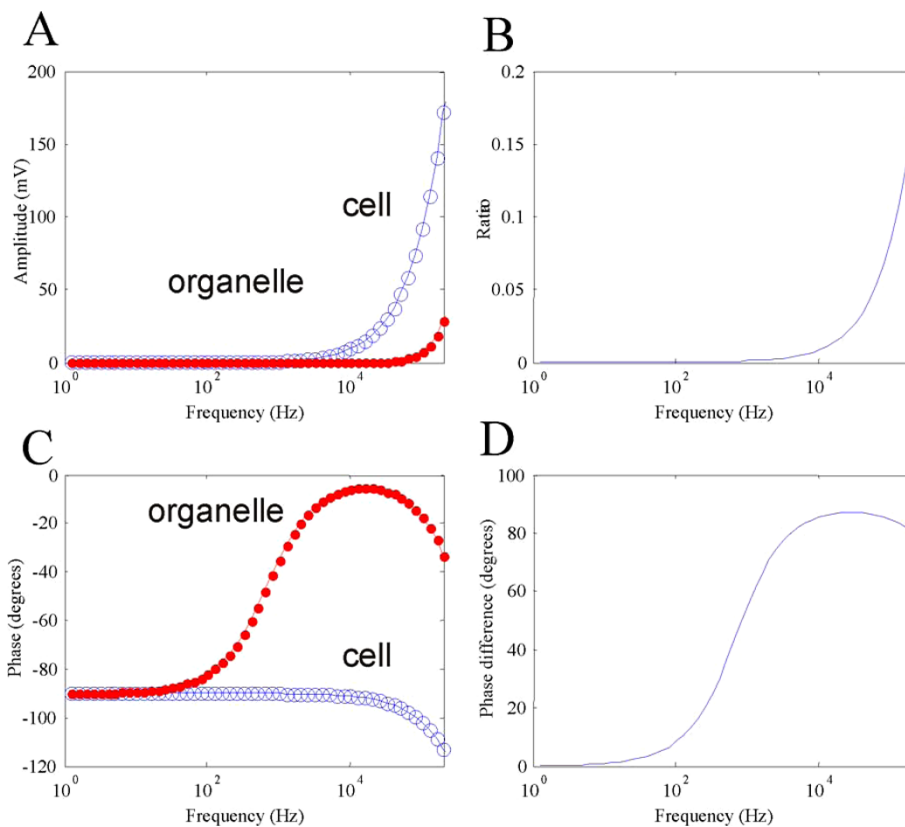 A
200
150
100
50
0
Amplitude (mV)
cell
organelle
10^0
10^2
10^4
Frequency (Hz)
B
0.2
0.15
0.1
0.05
0
Ratio
10^0
10^2
10^4
Frequency (Hz)
C
0
-20
-40
-60
-80
-100
-120
Phase (degrees)
organelle
cell
10^0
10^2
10^4
Frequency (Hz)
D
100
80
60
40
20
0
Phase difference (degrees)
10^0
10^2
10^4
Frequency (Hz)